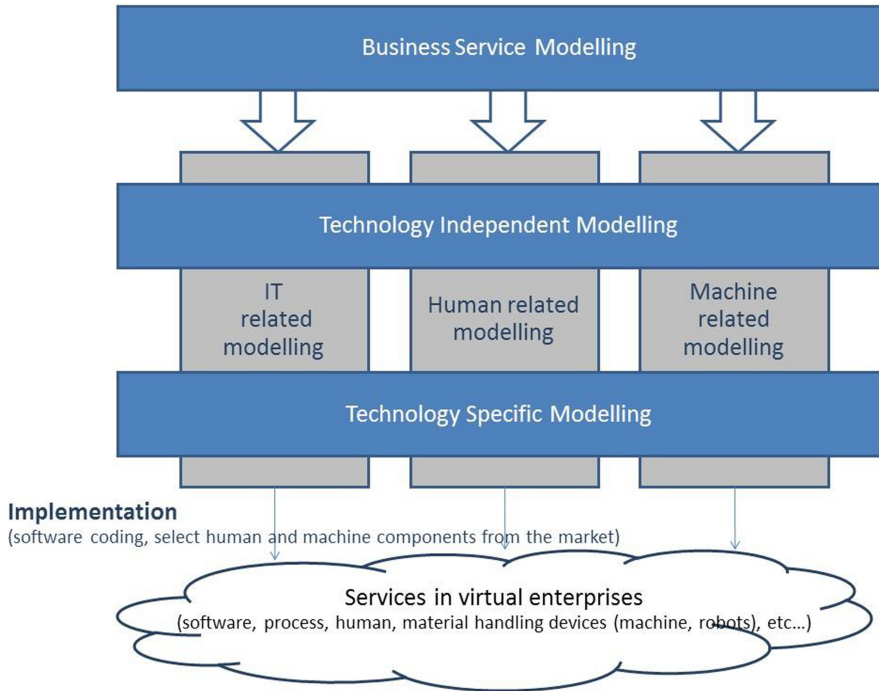 Business Service Modelling
Technology Independent Modelling
IT
related
modelling
Human related
modelling
Machine
related
modelling
Technology Specific Modelling
Implementation
(software coding, select human and machine components from the market)
Services in virtual enterprises
(software, process, human, material handling devices (machine, robots), etc...)